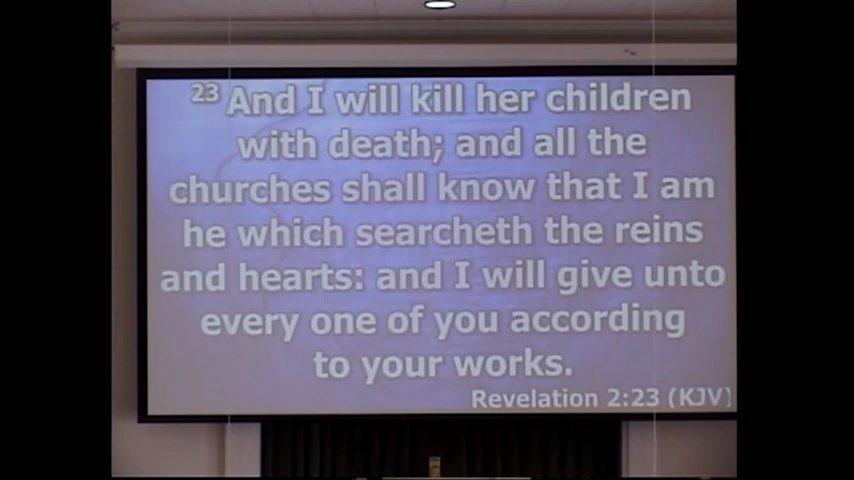 23 And I will kill her children
with death; and all the
churches shall know that I am
he which searcheth the reins
and hearts: and I will give unto
every one of you according
to your works.
Revelation 2:23 (KJV)